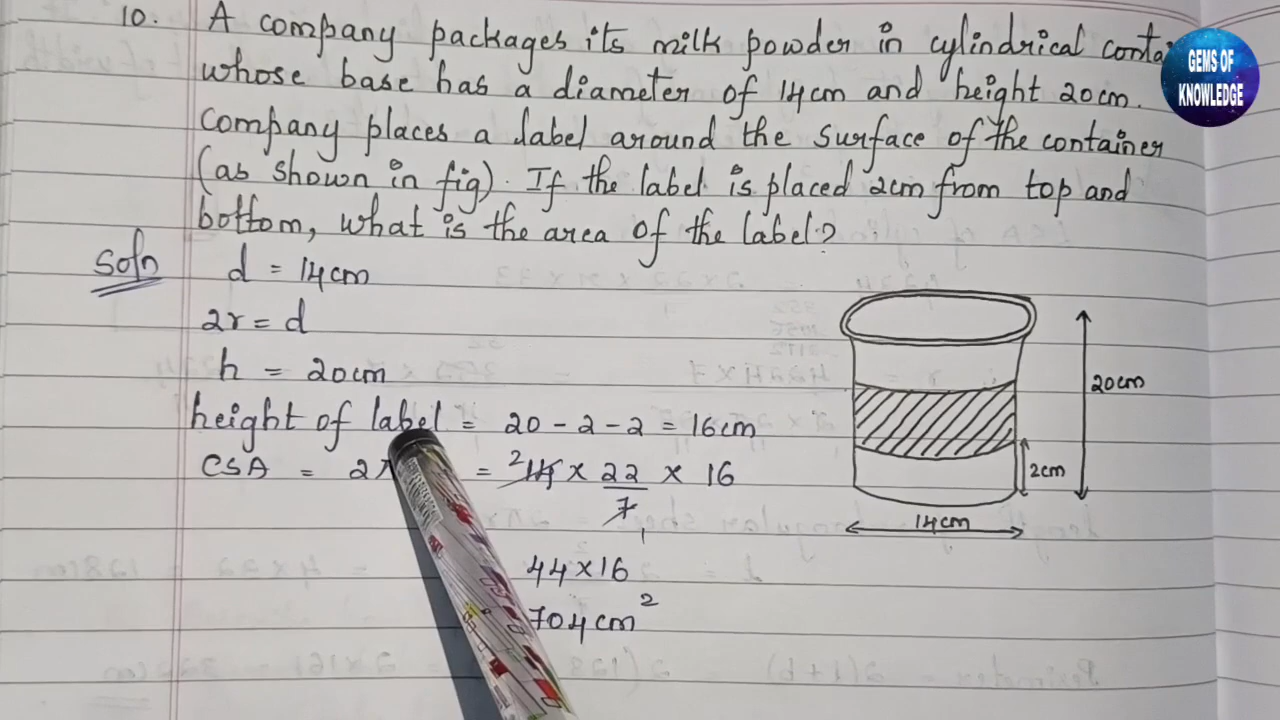 10. A company packages its milk powder in cylindrical conta
whose base has a diameter of 14cm and height 20cm.
Company places a label around the surface of the container
(as shown in fig). If the label is placed 2cm from top and
bottom, what is the area of the label?
Soln d = 14cm
2r = d
h = 20cm
height of label = 20 - 2 - 2 = 16cm
CSA = 2π = 2 14 × 22/7 1 × 16
44 × 16
704cm²
20cm
2cm
14cm
GEMS OF
KNOWLEDGE